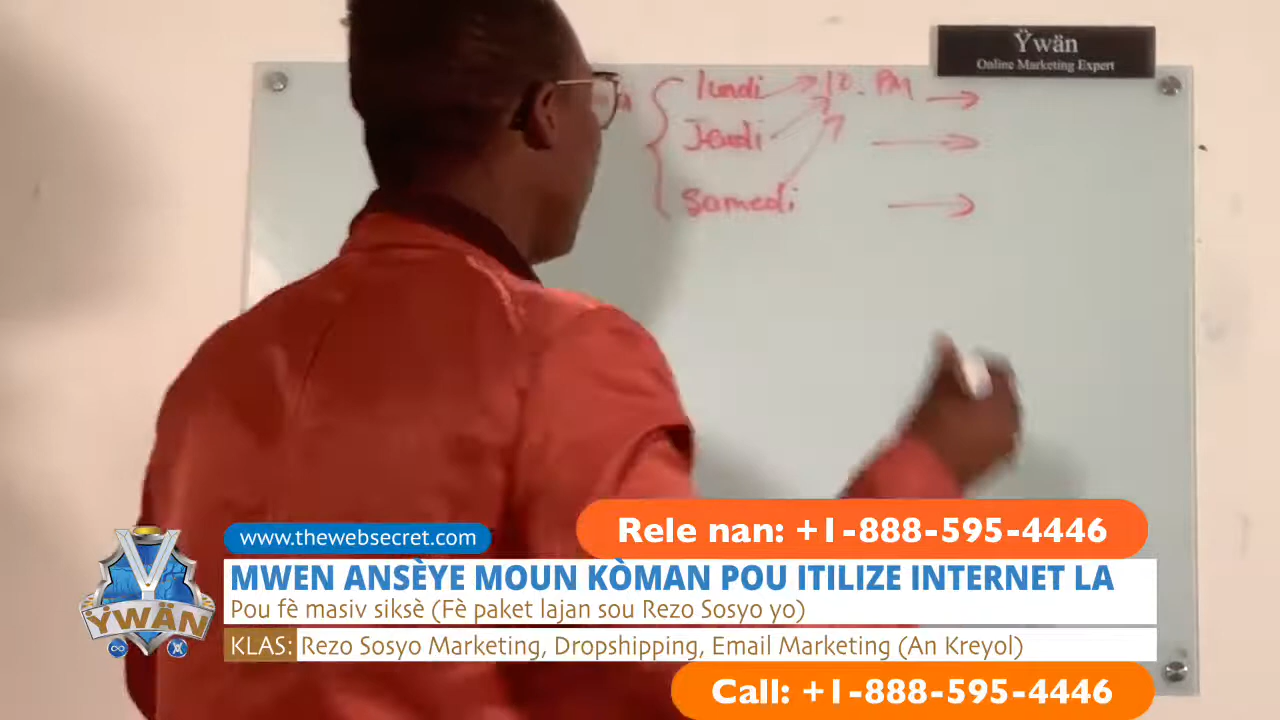 Ÿwän
Online Marketing Expert
lundi 10. PM
Jeudi
Samedi
Rele nan: +1-888-595-4446
www.thewebsecret.com
MWEN ANSÈYE MOUN KÒMAN POU ITILIZE INTERNET LA
Pou fè masiv siksè (Fè paket lajan sou Rezo Sosyo yo)
KLAS: Rezo Sosyo Marketing, Dropshipping, Email Marketing (An Kreyol)
Call: +1-888-595-4446
ŸWÄN